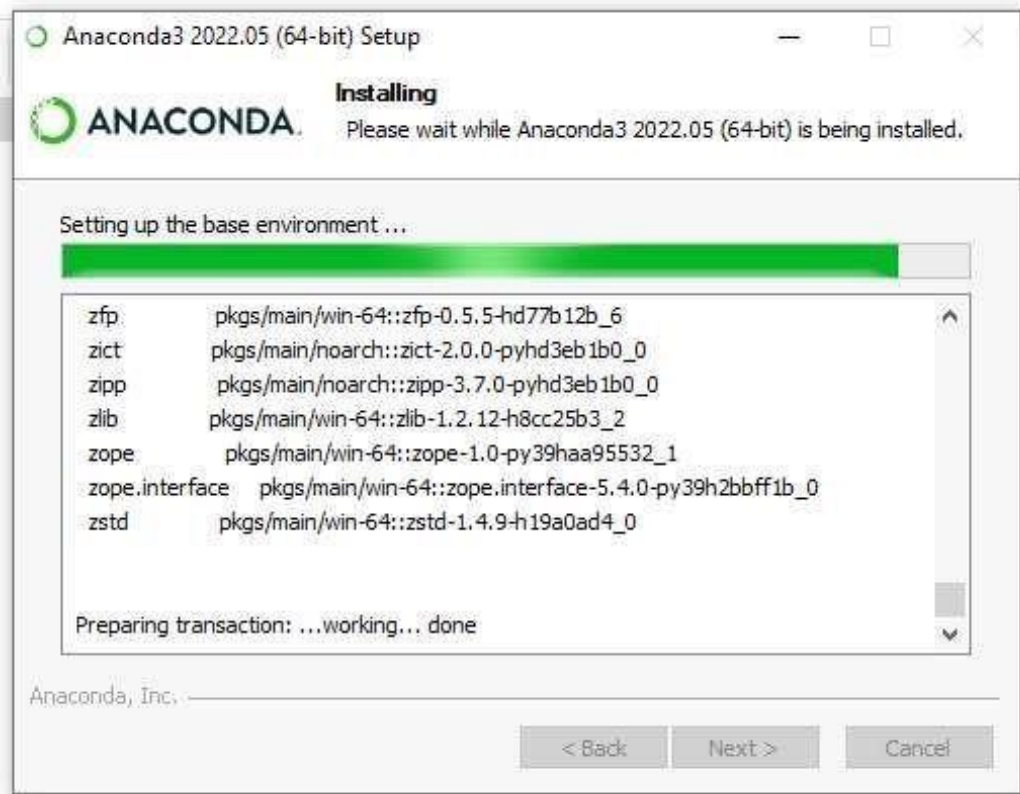 Anaconda3 2022.05 (64-bit) Setup
ANACONDA.
Installing
Please wait while Anaconda3 2022.05 (64-bit) is being installed.
Setting up the base environment ...
zfp pkgs/main/win-64::zfp-0.5.5-hd77b12b_6
zict pkgs/main/noarch::zict-2.0.0-pyhd3eb1b0_0
zipp pkgs/main/noarch::zipp-3.7.0-pyhd3eb1b0_0
zlib pkgs/main/win-64::zlib-1.2.12-h8cc25b3_2
zope pkgs/main/win-64::zope-1.0-py39haa95532_1
zope.interface pkgs/main/win-64::zope.interface-5.4.0-py39h2bbff1b_0
zstd pkgs/main/win-64::zstd-1.4.9-h19a0ad4_0
Preparing transaction: ...working... done
Anaconda, Inc.
< Back Next > Cancel